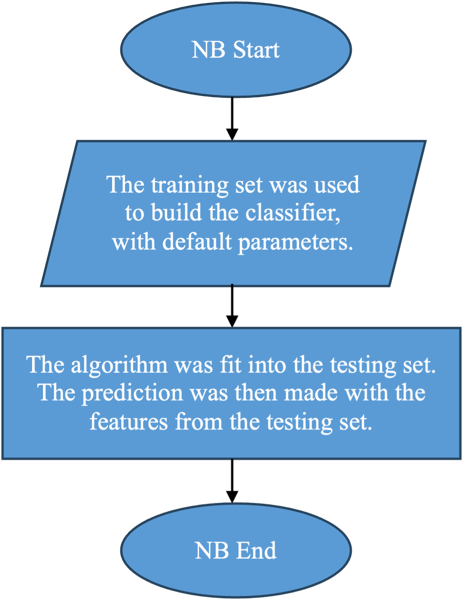 NB Start
The training set was used
to build the classifier,
with default parameters.
The algorithm was fit into the testing set.
The prediction was then made with the
features from the testing set.
NB End